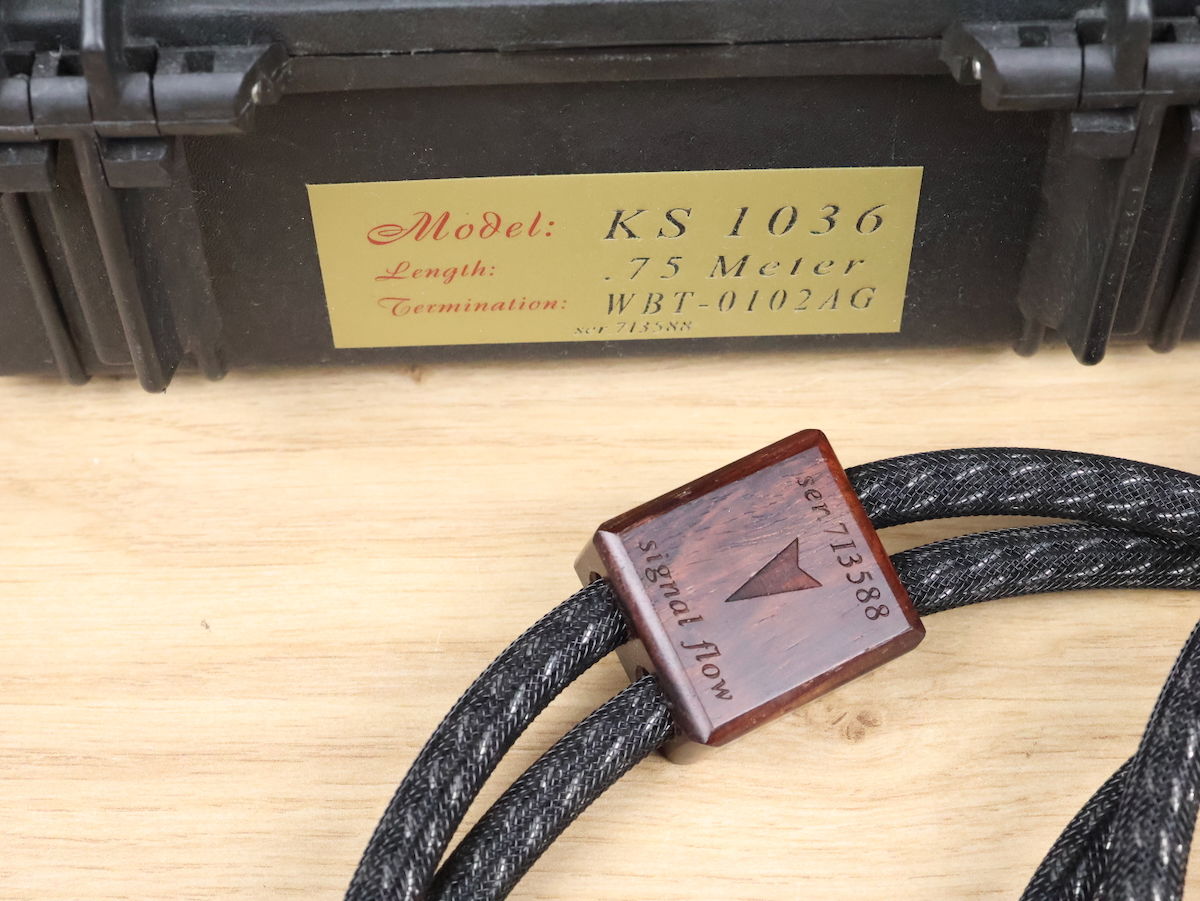 Model: KS 1036
Length: .75 Meter
Termination: WBT-0102AG
ser 713588
ser.713588
signal flow